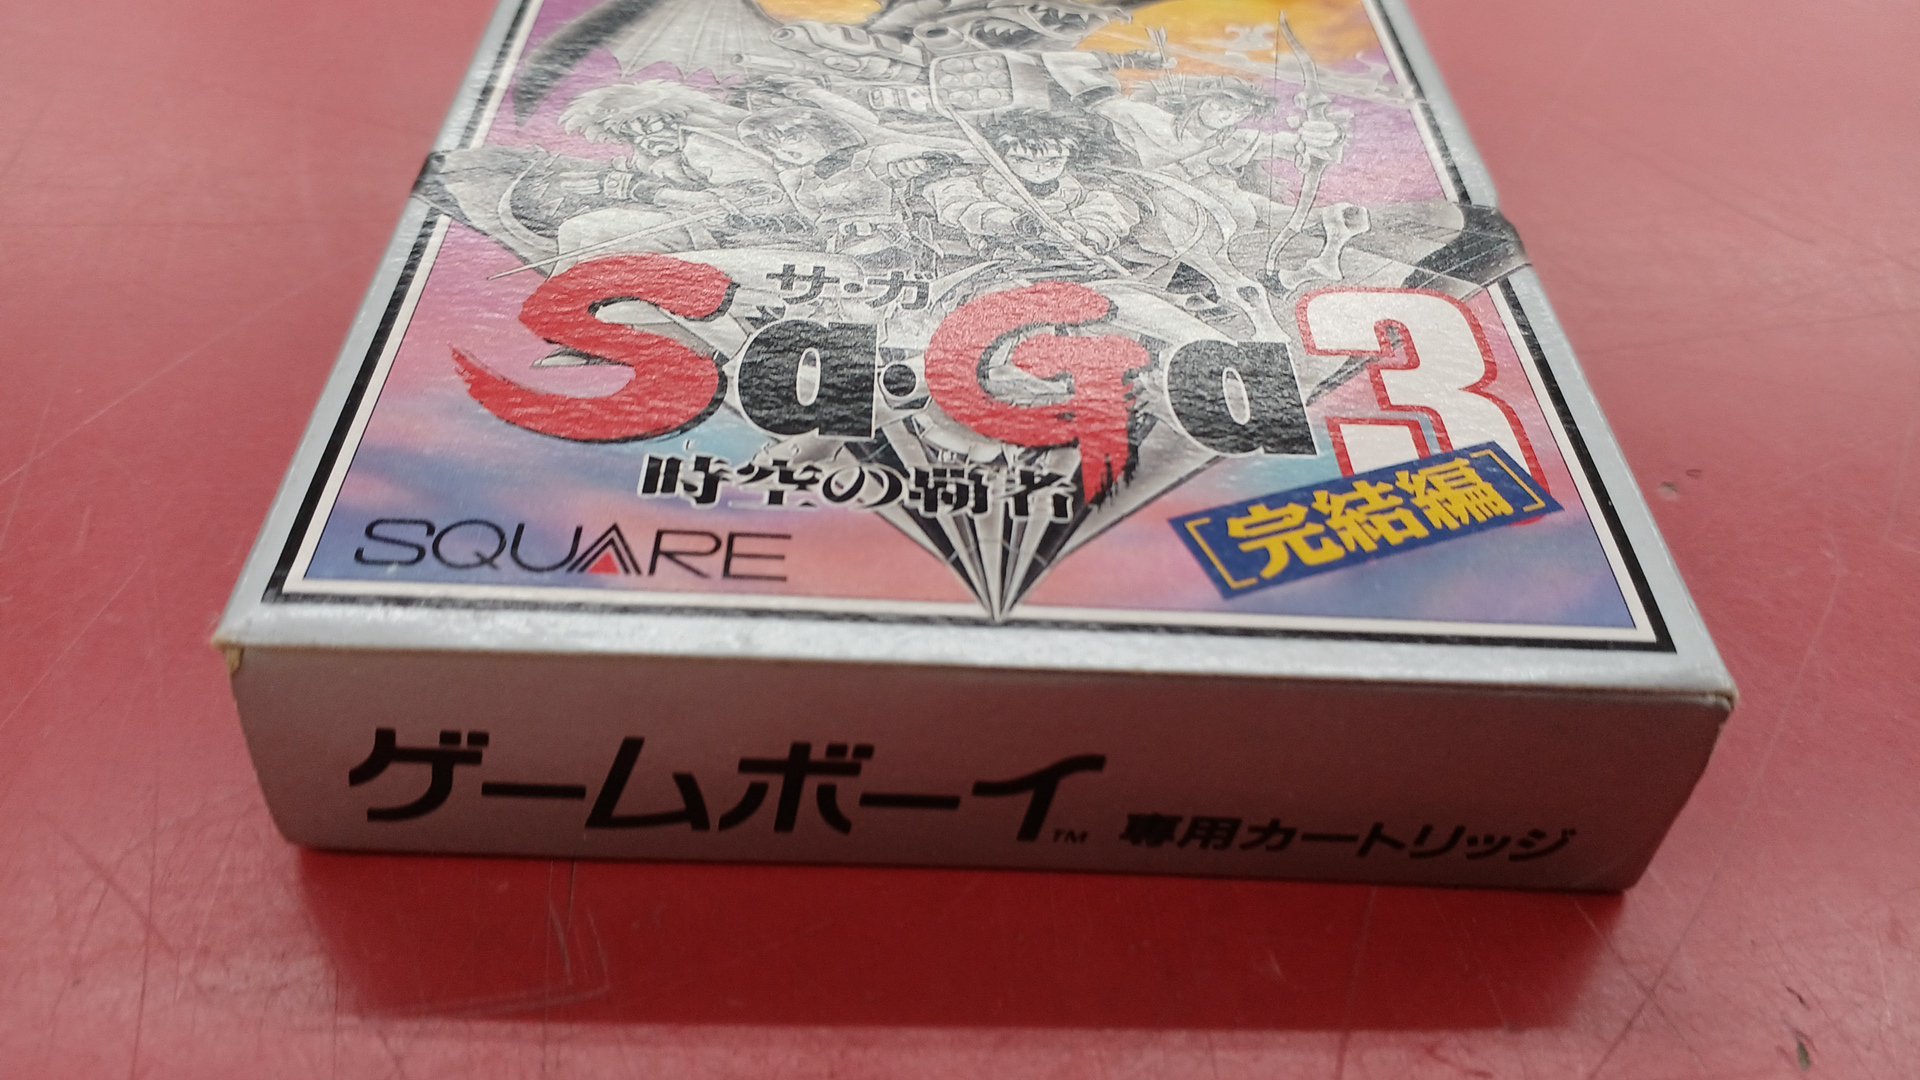 サ・ガ
Sa・Ga3
時空の覇者
[完結編]
SQUARE
ゲームボーイ™ 専用カートリッジ